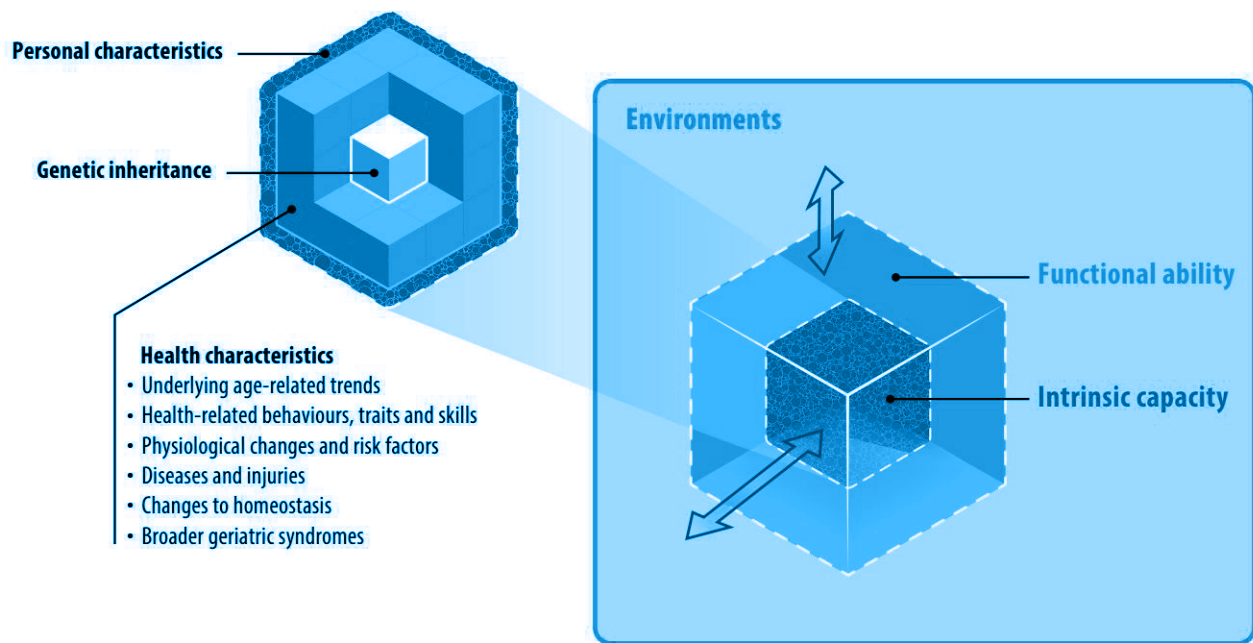 Personal characteristics
Genetic inheritance
Health characteristics
• Underlying age-related trends
• Health-related behaviours, traits and skills
• Physiological changes and risk factors
• Diseases and injuries
• Changes to homeostasis
• Broader geriatric syndromes
Environments
Functional ability
Intrinsic capacity